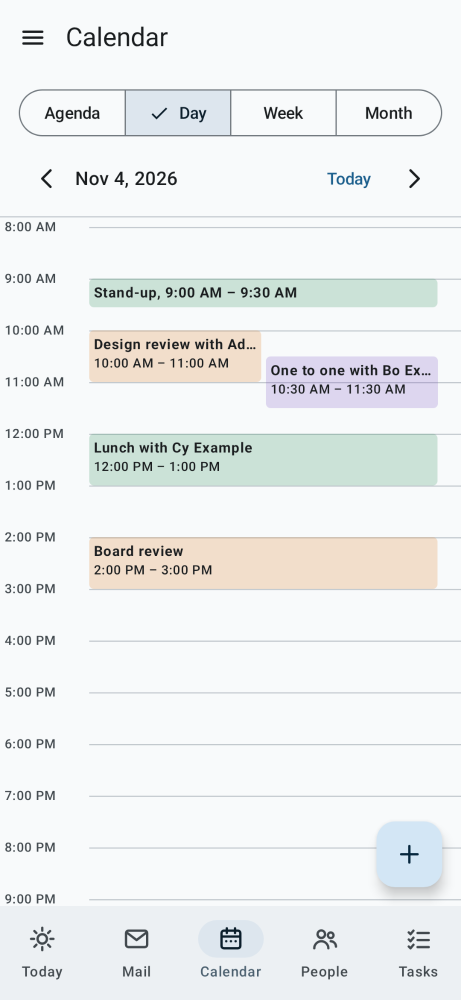 Calendar
Agenda
Day
Week
Month
Nov 4, 2026
Today
8:00 AM
9:00 AM
Stand-up, 9:00 AM – 9:30 AM
10:00 AM
Design review with Ad…
10:00 AM – 11:00 AM
One to one with Bo Ex…
10:30 AM – 11:30 AM
11:00 AM
12:00 PM
Lunch with Cy Example
12:00 PM – 1:00 PM
1:00 PM
2:00 PM
Board review
2:00 PM – 3:00 PM
3:00 PM
4:00 PM
5:00 PM
6:00 PM
7:00 PM
8:00 PM
9:00 PM
Today
Mail
Calendar
People
Tasks